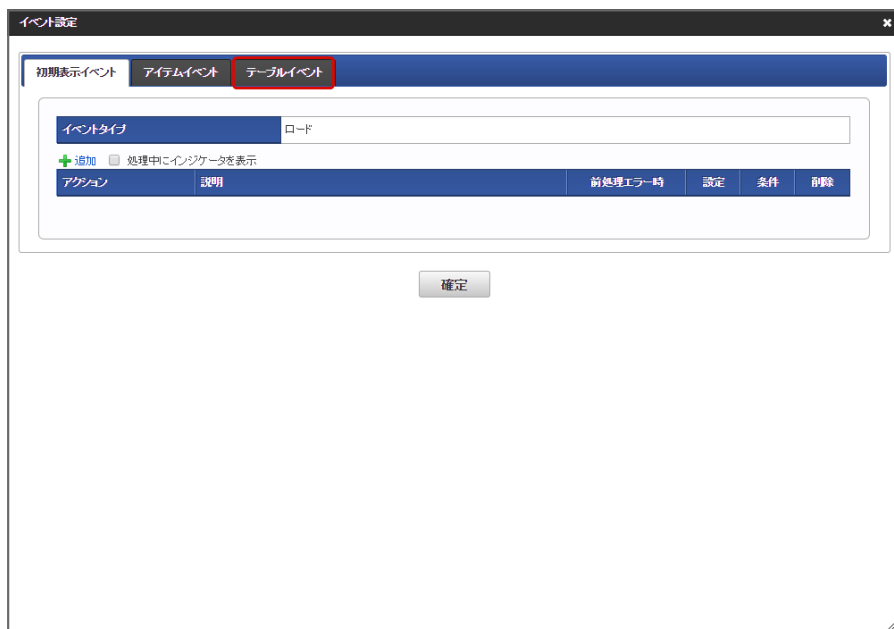 イベント設定
初期表示イベント アイテムイベント テーブルイベント
イベントタイプ ロード
追加 処理中にインジケータを表示
アクション 説明 前処理エラー時 設定 条件 削除
確定